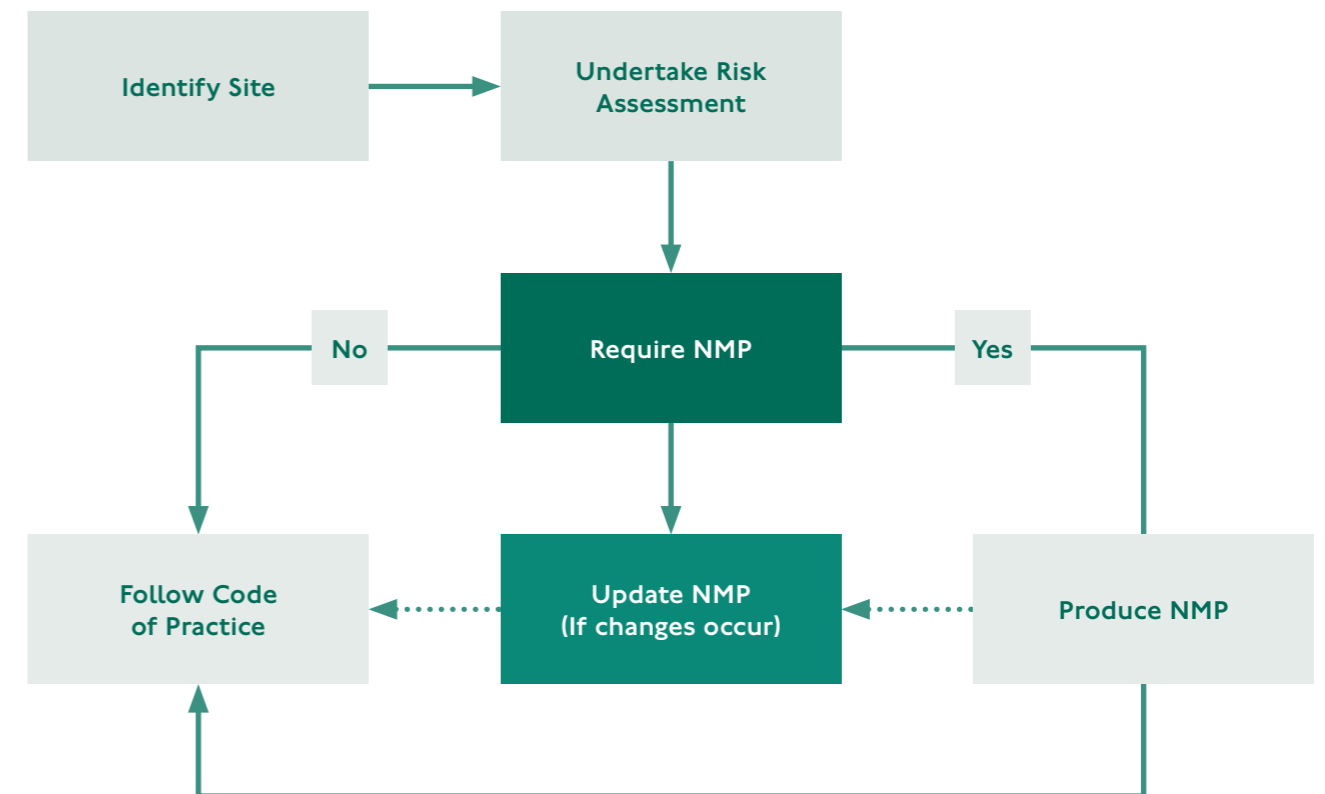 Identify Site
Undertake Risk
Assessment
No
Require NMP
Yes
Follow Code
of Practice
Update NMP
(If changes occur)
Produce NMP